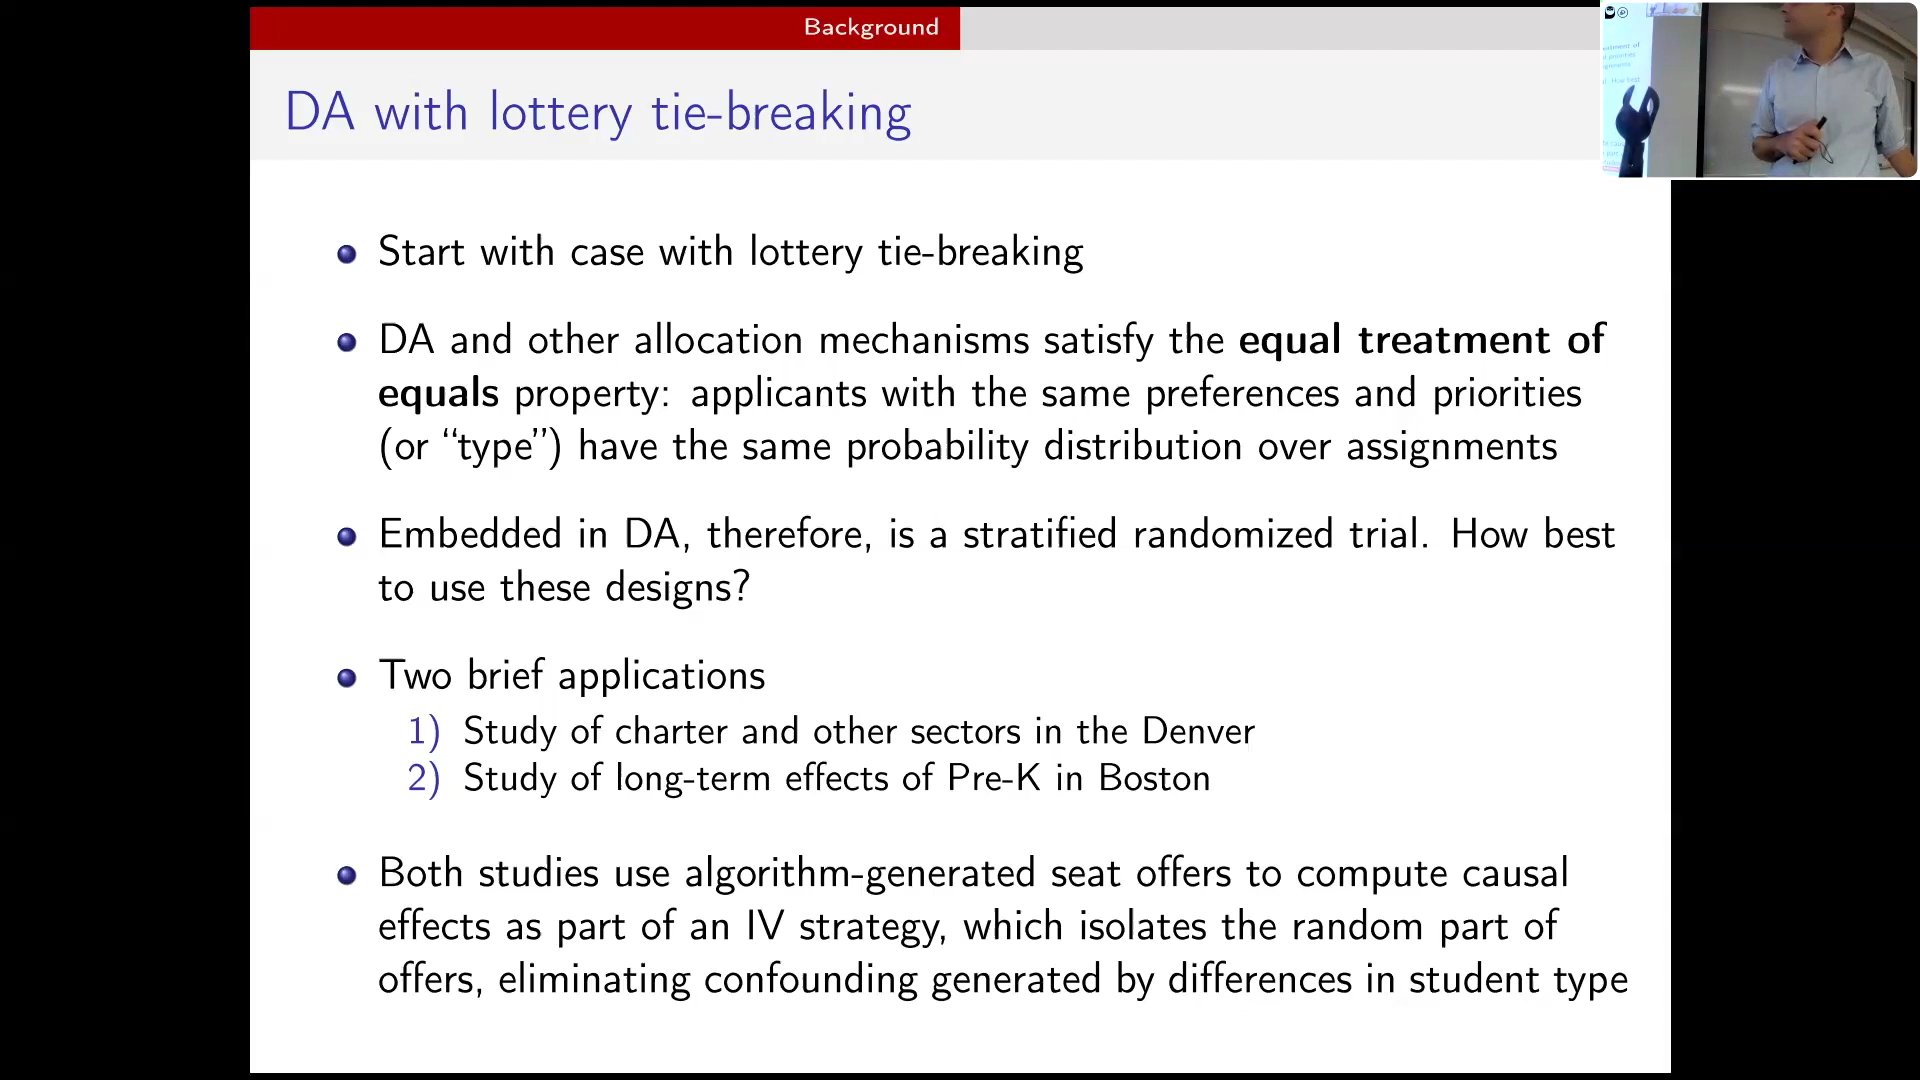 Background
DA with lottery tie-breaking
Start with case with lottery tie-breaking
DA and other allocation mechanisms satisfy the equal treatment of
equals property: applicants with the same preferences and priorities
(or “type”) have the same probability distribution over assignments
Embedded in DA, therefore, is a stratified randomized trial. How best
to use these designs?
Two brief applications
1) Study of charter and other sectors in the Denver
2) Study of long-term effects of Pre-K in Boston
Both studies use algorithm-generated seat offers to compute causal
effects as part of an IV strategy, which isolates the random part of
offers, eliminating confounding generated by differences in student type